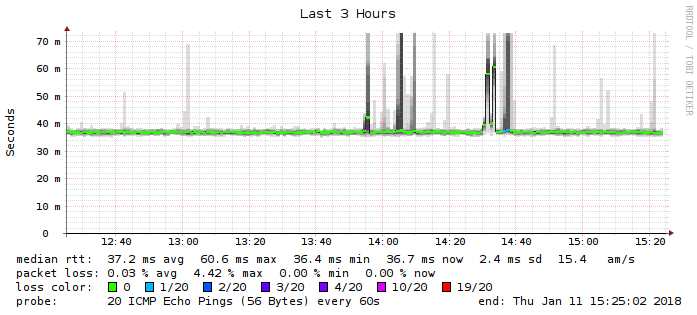 Last 3 Hours
RRDTOOL / TOBI OETIKER
Seconds
70 m
60 m
50 m
40 m
30 m
20 m
10 m
0
12:40 13:00 13:20 13:40 14:00 14:20 14:40 15:00 15:20
median rtt: 37.2 ms avg 60.6 ms max 36.4 ms min 36.7 ms now 2.4 ms sd 15.4 am/s
packet loss: 0.03 % avg 4.42 % max 0.00 % min 0.00 % now
loss color: 0 1/20 2/20 3/20 4/20 10/20 19/20
probe: 20 ICMP Echo Pings (56 Bytes) every 60s end: Thu Jan 11 15:25:02 2018